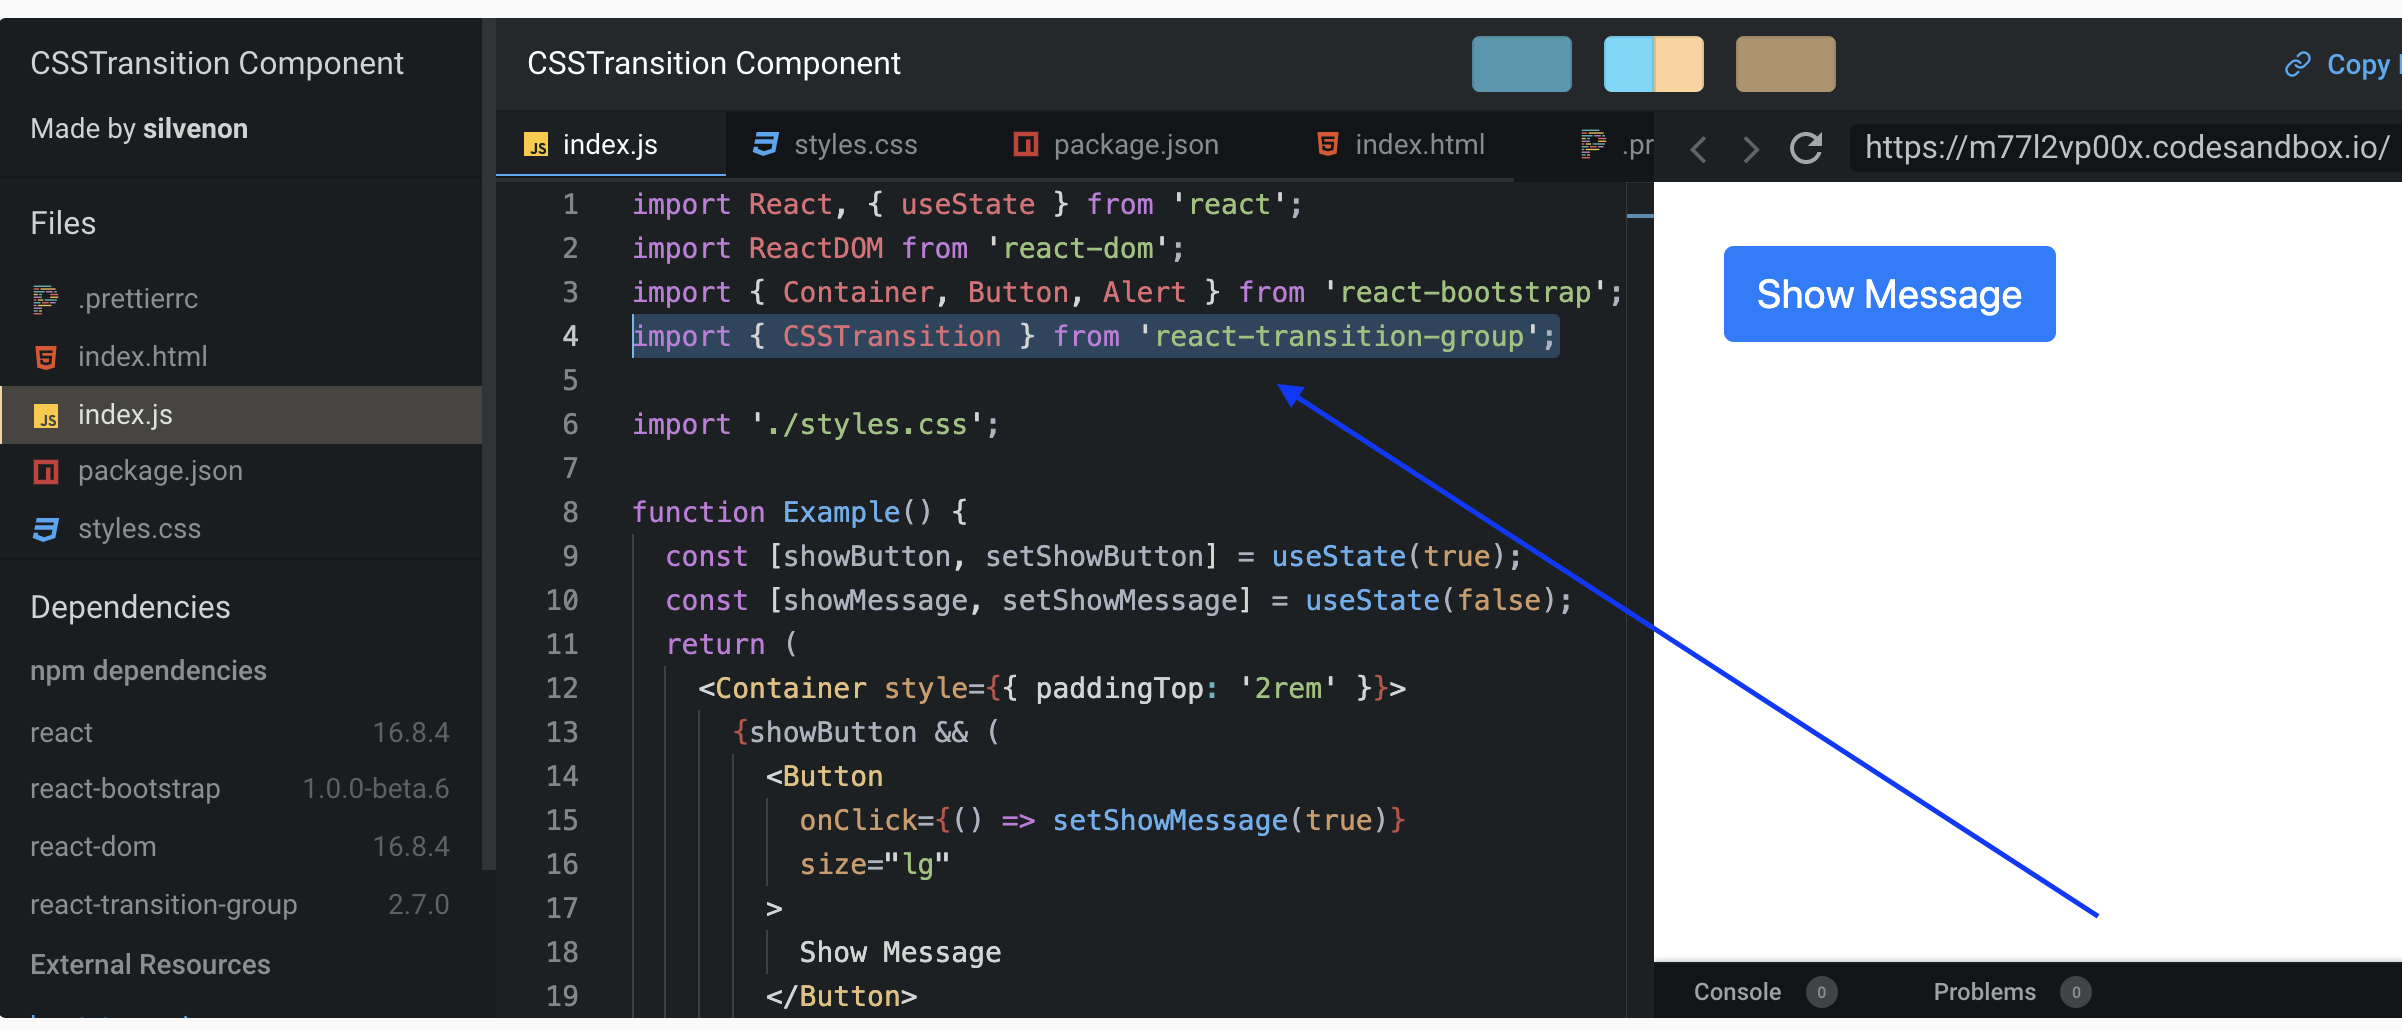 CSSTransition Component
Made by silvenon
Files
.prettierrc
index.html
index.js
package.json
styles.css
Dependencies
npm dependencies
react 16.8.4
react-bootstrap 1.0.0-beta.6
react-dom 16.8.4
react-transition-group 2.7.0
External Resources
CSSTransition Component
Copy
index.js styles.css package.json index.html .pr
1 import React, { useState } from 'react';
2 import ReactDOM from 'react-dom';
3 import { Container, Button, Alert } from 'react-bootstrap';
4 import { CSSTransition } from 'react-transition-group';
5
6 import './styles.css';
7
8 function Example() {
9 const [showButton, setShowButton] = useState(true);
10 const [showMessage, setShowMessage] = useState(false);
11 return (
12 <Container style={{ paddingTop: '2rem' }}>
13 {showButton && (
14 <Button
15 onClick={() => setShowMessage(true)}
16 size="lg"
17 >
18 Show Message
19 </Button>
https://m77l2vp00x.codesandbox.io/
Show Message
Console 0 Problems 0